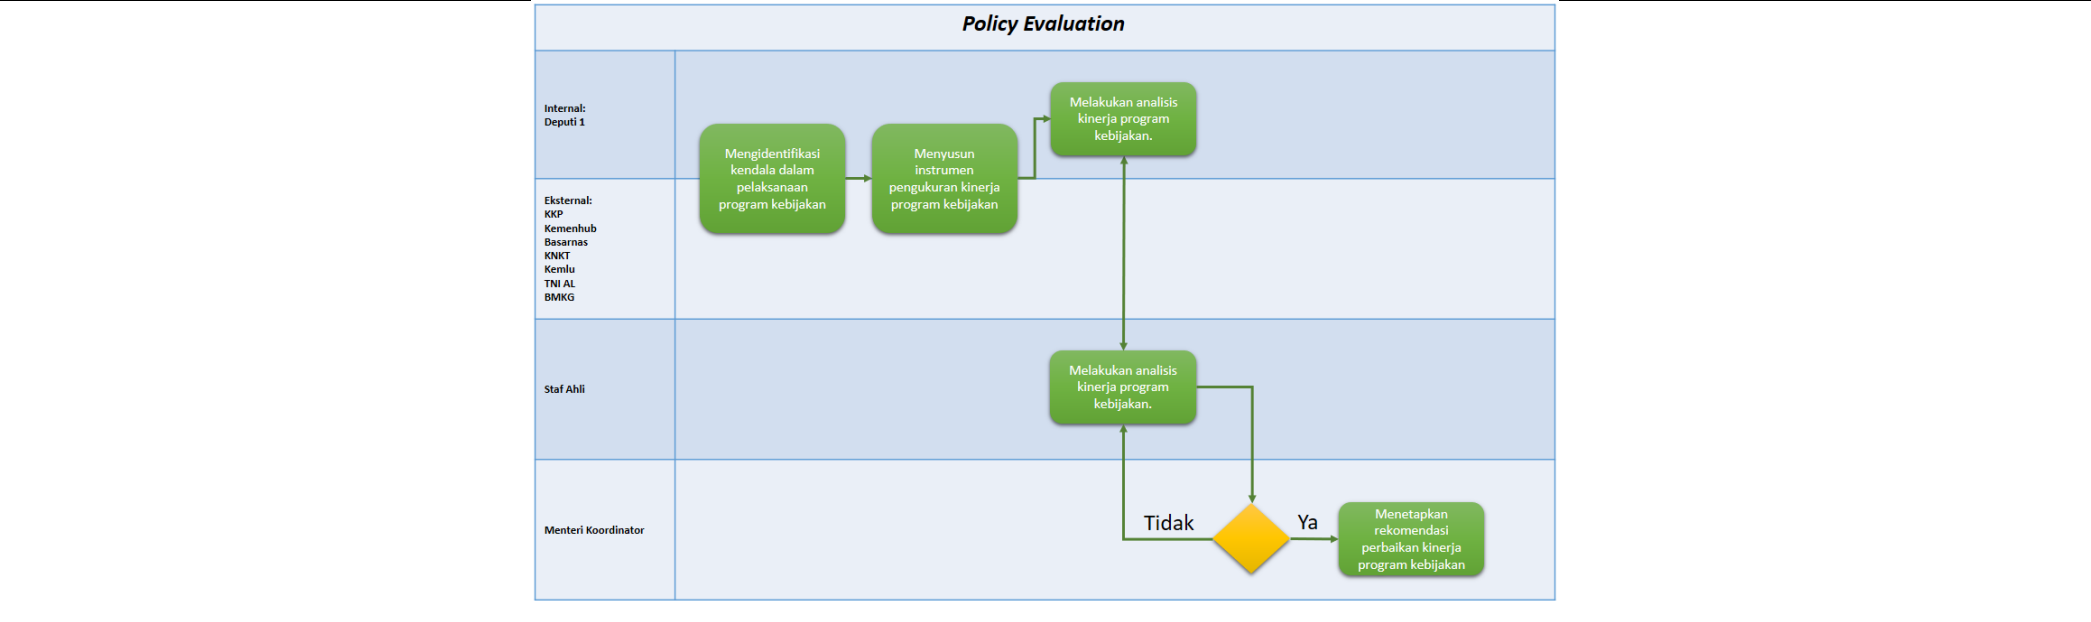 Policy Evaluation
Internal:
Deputi 1
Mengidentifikasi
kendala dalam
pelaksanaan
program kebijakan
Menyusun
instrumen
pengukuran kinerja
program kebijakan
Melakukan analisis
kinerja program
kebijakan.
Eksternal:
KKP
Kemenhub
Basarnas
KNKT
Kemlu
TNI AL
BMKG
Staf Ahli
Melakukan analisis
kinerja program
kebijakan.
Menteri Koordinator
Tidak
Ya
Menetapkan
rekomendasi
perbaikan kinerja
program kebijakan